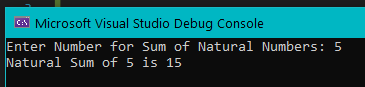 Microsoft Visual Studio Debug Console
Enter Number for Sum of Natural Numbers: 5
Natural Sum of 5 is 15